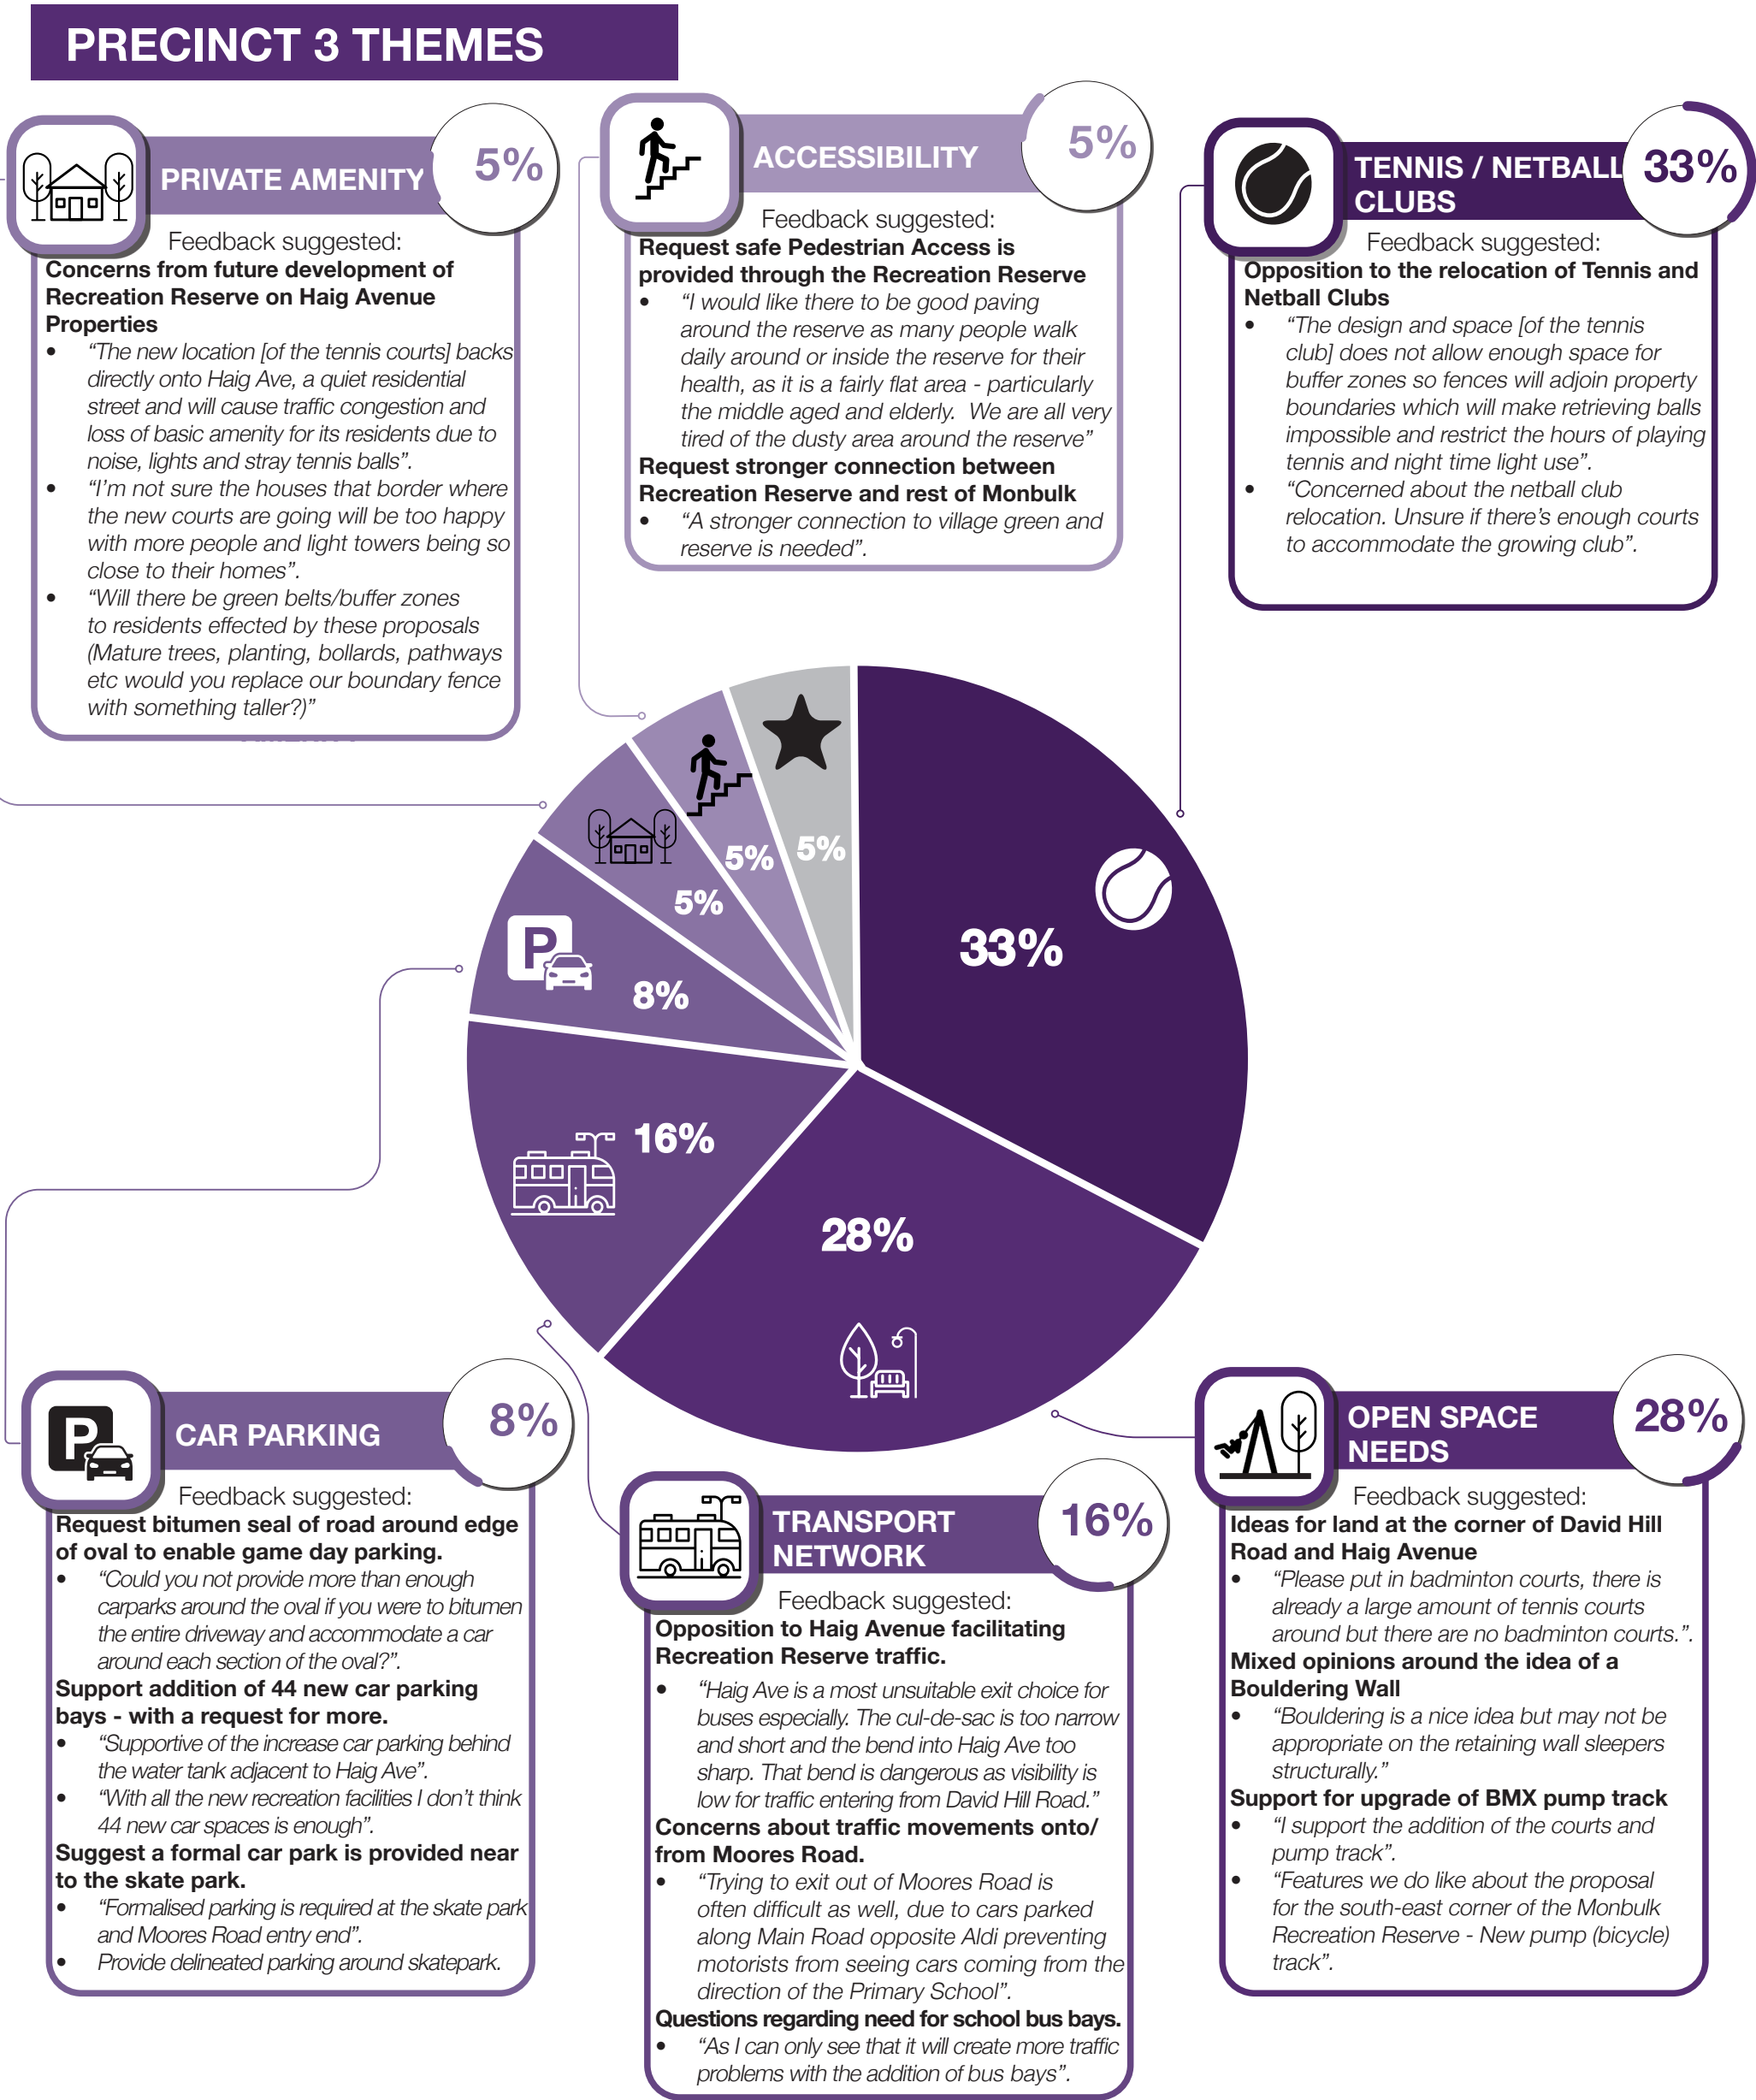 PRECINCT 3 THEMES
PRIVATE AMENITY
5%
Feedback suggested:
Concerns from future development of
Recreation Reserve on Haig Avenue
Properties
• “The new location [of the tennis courts] backs
directly onto Haig Ave, a quiet residential
street and will cause traffic congestion and
loss of basic amenity for its residents due to
noise, lights and stray tennis balls”.
• “I’m not sure the houses that border where
the new courts are going will be too happy
with more people and light towers being so
close to their homes”.
• “Will there be green belts/buffer zones
to residents effected by these proposals
(Mature trees, planting, bollards, pathways
etc would you replace our boundary fence
with something taller?)”
ACCESSIBILITY
5%
Feedback suggested:
Request safe Pedestrian Access is
provided through the Recreation Reserve
• “I would like there to be good paving
around the reserve as many people walk
daily around or inside the reserve for their
health, as it is a fairly flat area - particularly
the middle aged and elderly.  We are all very
tired of the dusty area around the reserve”
Request stronger connection between
Recreation Reserve and rest of Monbulk
• “A stronger connection to village green and
reserve is needed”.
TENNIS / NETBALL
CLUBS
33%
Feedback suggested:
Opposition to the relocation of Tennis and
Netball Clubs
• “The design and space [of the tennis
club] does not allow enough space for
buffer zones so fences will adjoin property
boundaries which will make retrieving balls
impossible and restrict the hours of playing
tennis and night time light use”.
• “Concerned about the netball club
relocation. Unsure if there’s enough courts
to accommodate the growing club”.
5%
5%
5%
33%
P
8%
16%
28%
P
CAR PARKING
8%
Feedback suggested:
Request bitumen seal of road around edge
of oval to enable game day parking.
• “Could you not provide more than enough
carparks around the oval if you were to bitumen
the entire driveway and accommodate a car
around each section of the oval?”.
Support addition of 44 new car parking
bays - with a request for more.
• “Supportive of the increase car parking behind
the water tank adjacent to Haig Ave”.
• “With all the new recreation facilities I don’t think
44 new car spaces is enough”.
Suggest a formal car park is provided near
to the skate park.
• “Formalised parking is required at the skate park
and Moores Road entry end”.
• Provide delineated parking around skatepark.
TRANSPORT
NETWORK
16%
Feedback suggested:
Opposition to Haig Avenue facilitating
Recreation Reserve traffic.
• “Haig Ave is a most unsuitable exit choice for
buses especially. The cul-de-sac is too narrow
and short and the bend into Haig Ave too
sharp. That bend is dangerous as visibility is
low for traffic entering from David Hill Road.”
Concerns about traffic movements onto/
from Moores Road.
• “Trying to exit out of Moores Road is
often difficult as well, due to cars parked
along Main Road opposite Aldi preventing
motorists from seeing cars coming from the
direction of the Primary School”.
Questions regarding need for school bus bays.
• “As I can only see that it will create more traffic
problems with the addition of bus bays”.
OPEN SPACE
NEEDS
28%
Feedback suggested:
Ideas for land at the corner of David Hill
Road and Haig Avenue
• “Please put in badminton courts, there is
already a large amount of tennis courts
around but there are no badminton courts.”.
Mixed opinions around the idea of a
Bouldering Wall
• “Bouldering is a nice idea but may not be
appropriate on the retaining wall sleepers
structurally.”
Support for upgrade of BMX pump track
• “I support the addition of the courts and
pump track”.
• “Features we do like about the proposal
for the south-east corner of the Monbulk
Recreation Reserve - New pump (bicycle)
track”.